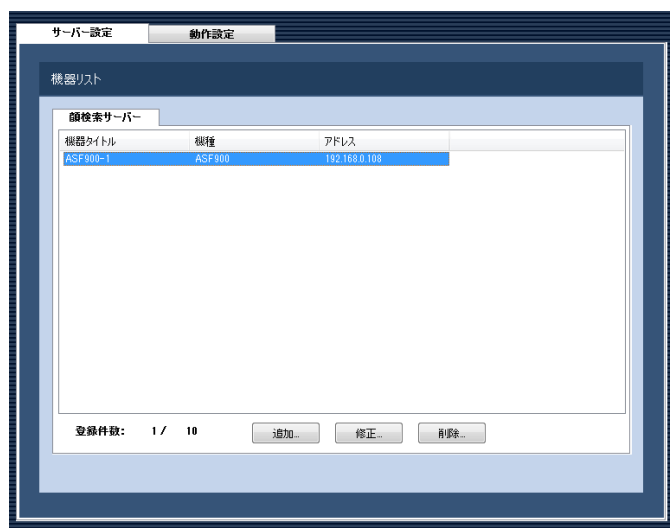 サーバー設定 動作設定
機器リスト
顔検索サーバー
機器タイトル 機種 アドレス
ASF900-1 ASF900 192.168.0.108
登録件数: 1 / 10 追加... 修正... 削除...